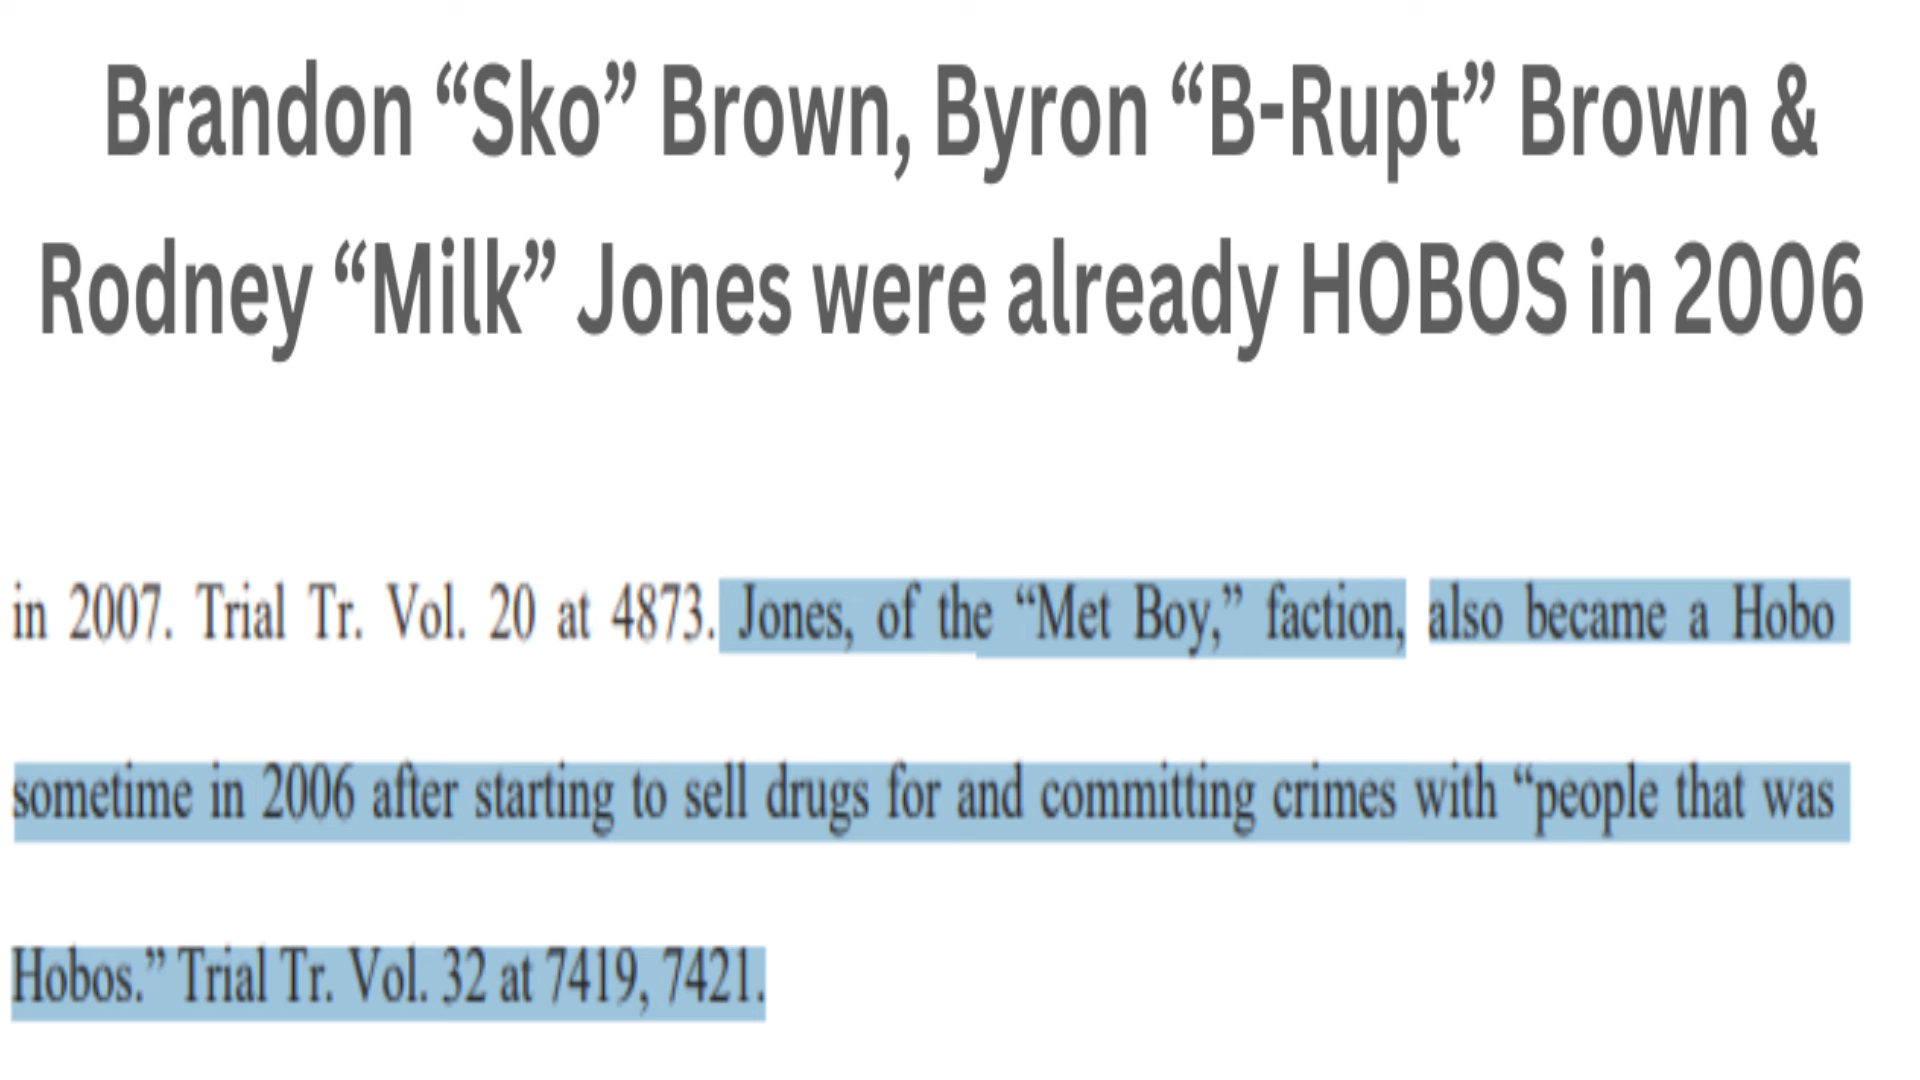 Brandon “Sko” Brown, Byron “B-Rupt” Brown &
Rodney “Milk” Jones were already HOBOS in 2006
in 2007. Trial Tr. Vol. 20 at 4873. Jones, of the “Met Boy,” faction, also became a Hobo
sometime in 2006 after starting to sell drugs for and committing crimes with “people that was
Hobos.” Trial Tr. Vol. 32 at 7419, 7421.